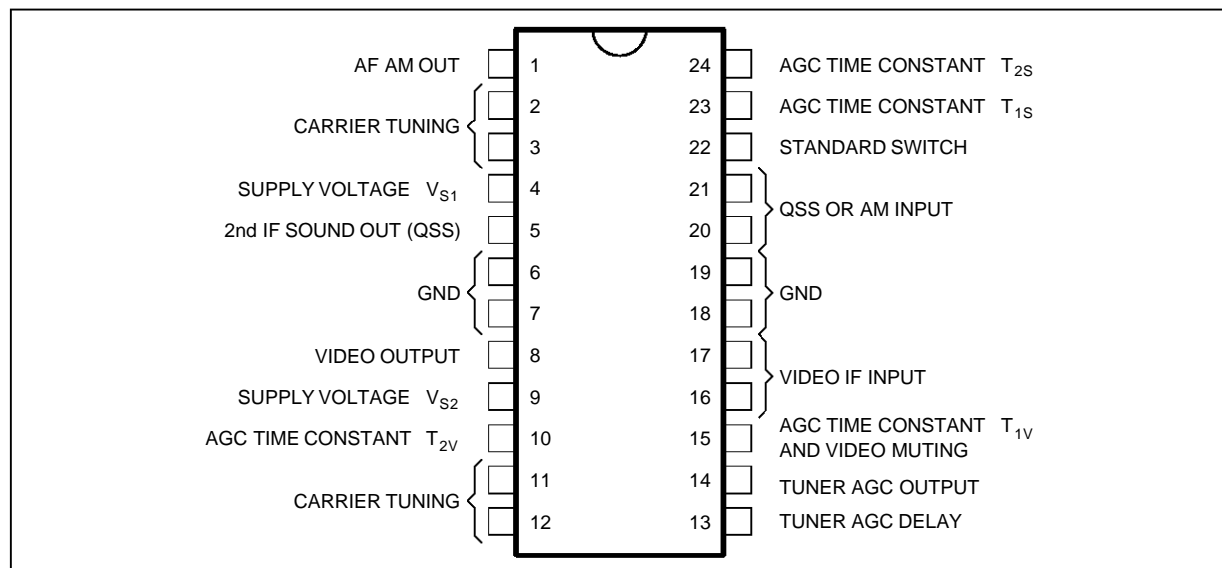 AF AM OUT 1 24 AGC TIME CONSTANT T2S
2 23 AGC TIME CONSTANT T1S
CARRIER TUNING
3 22 STANDARD SWITCH
SUPPLY VOLTAGE VS1 4 21
QSS OR AM INPUT
2nd IF SOUND OUT (QSS) 5 20
6 19
GND GND
7 18
VIDEO OUTPUT 8 17
VIDEO IF INPUT
SUPPLY VOLTAGE VS2 9 16
AGC TIME CONSTANT T2V 10 15 AGC TIME CONSTANT T1V
AND VIDEO MUTING
11 14 TUNER AGC OUTPUT
CARRIER TUNING
12 13 TUNER AGC DELAY